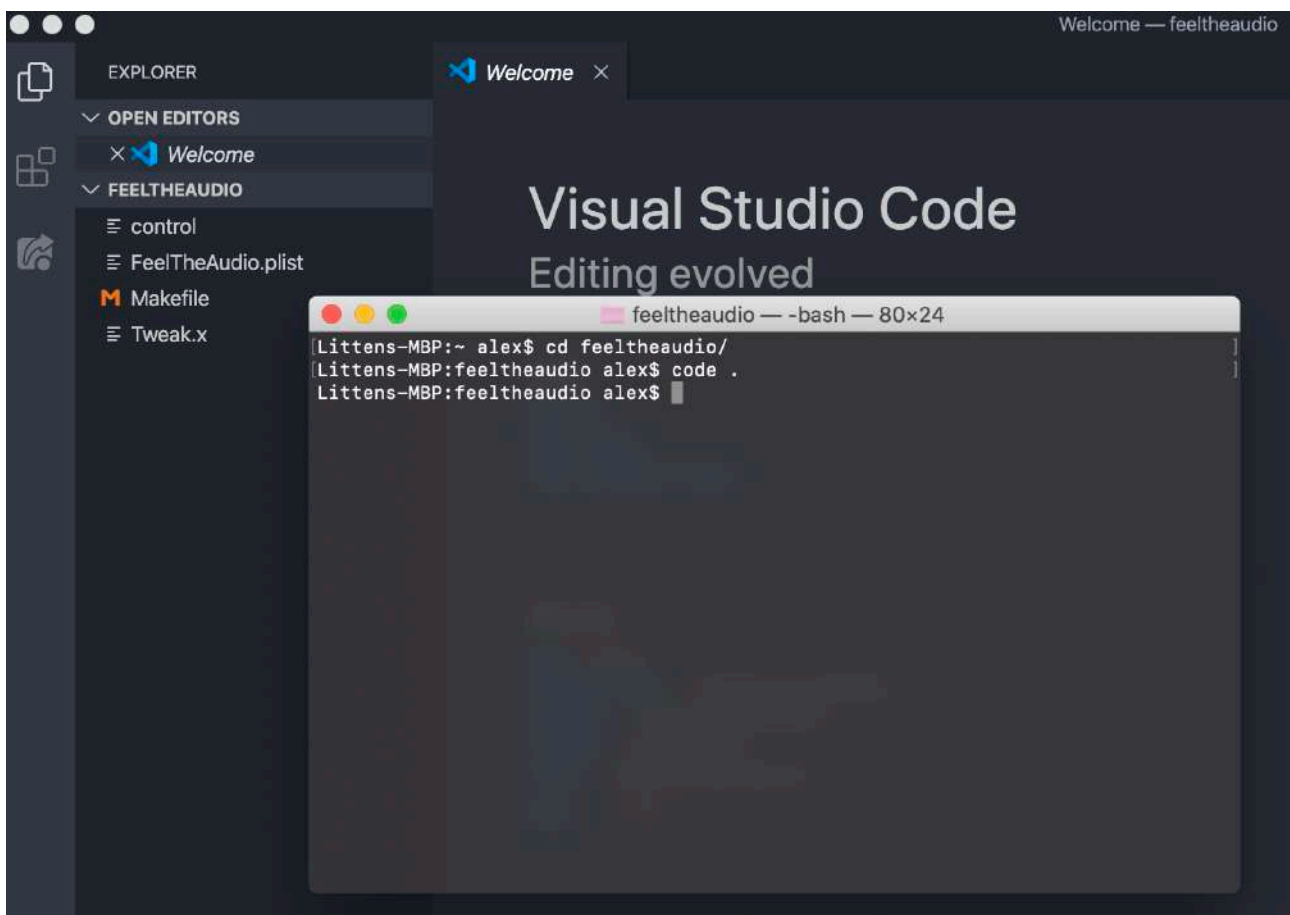 Welcome — feeltheaudio
EXPLORER
OPEN EDITORS
Welcome
FEELTHEAUDIO
control
FeelTheAudio.plist
M Makefile
Tweak.x
Welcome
Visual Studio Code
Editing evolved
feeltheaudio — -bash — 80×24
[Littens-MBP:~ alex$ cd feeltheaudio/ ]
[Littens-MBP:feeltheaudio alex$ code . ]
Littens-MBP:feeltheaudio alex$